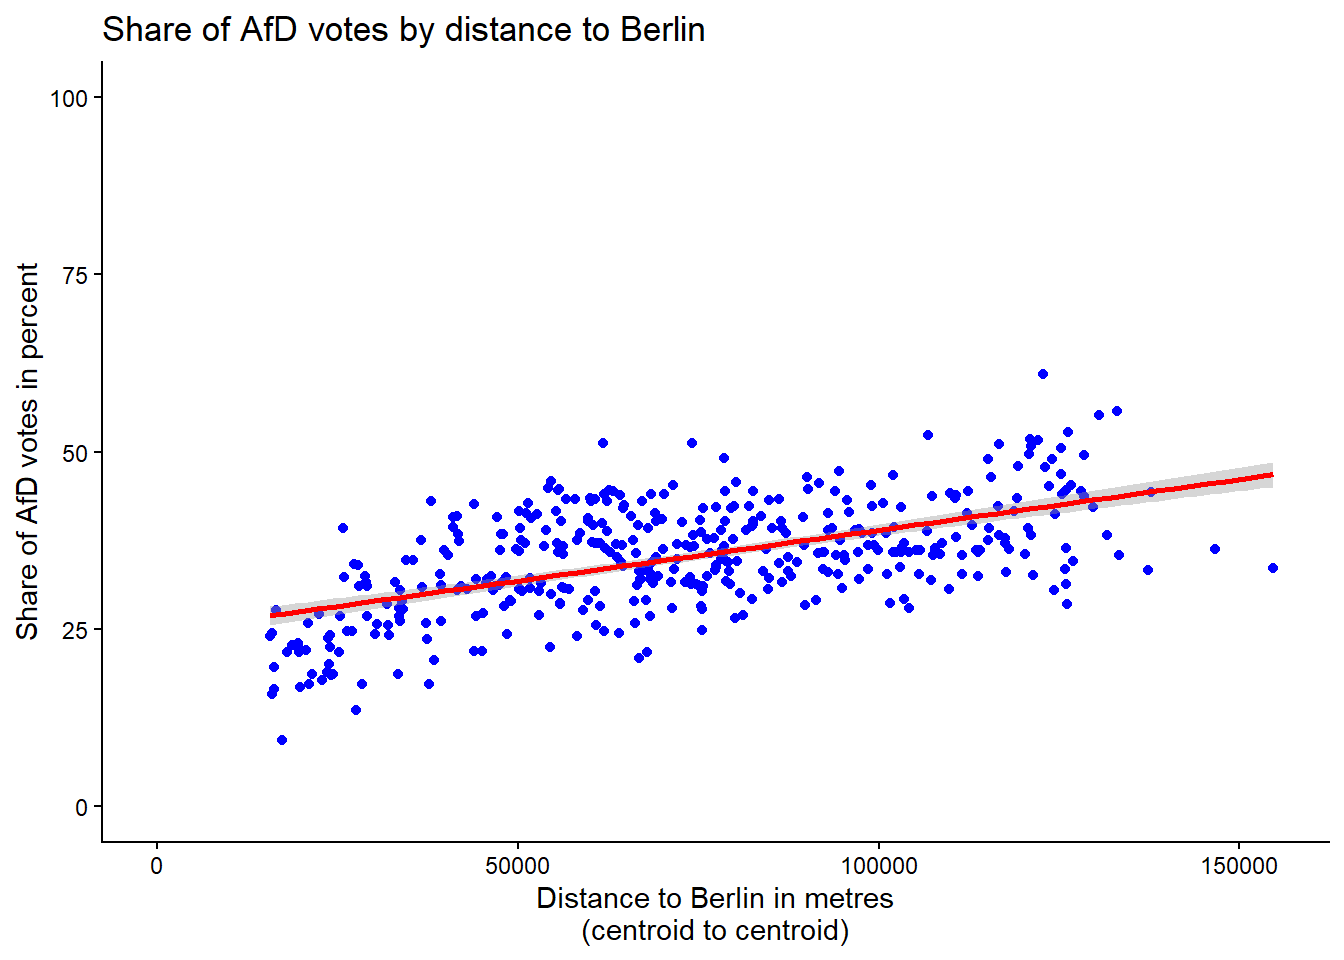 Share of AfD votes by distance to Berlin
Share of AfD votes in percent
100
75
50
25
0
0
50000
100000
150000
Distance to Berlin in metres
(centroid to centroid)